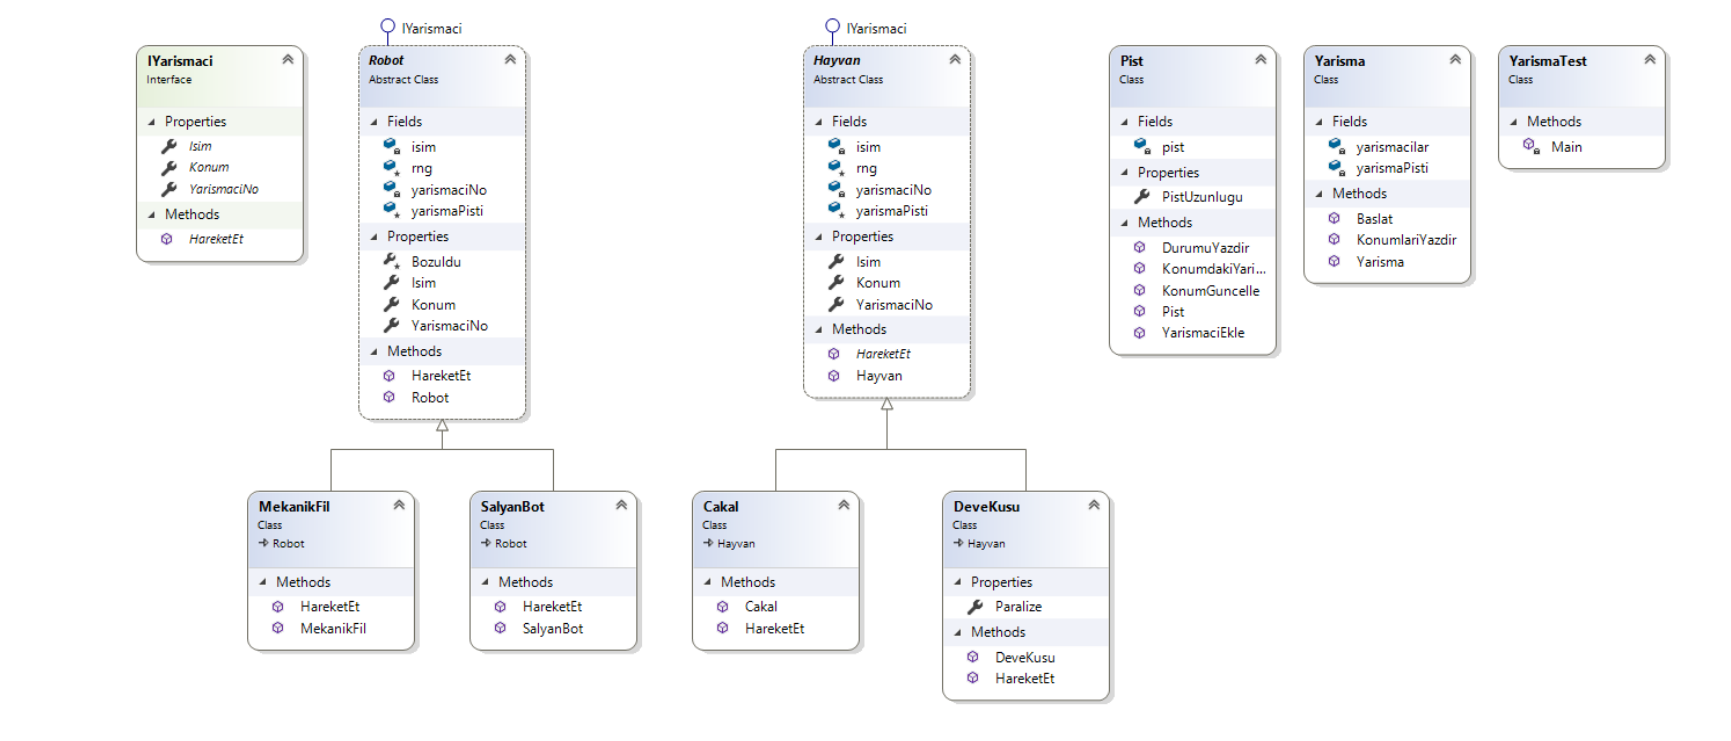 IYarismaci
Interface
Properties
Isim
Konum
YarismaciNo
Methods
HareketEt
IYarismaci
Robot
Abstract Class
Fields
isim
rng
yarismaciNo
yarismaPisti
Properties
Bozuldu
Isim
Konum
YarismaciNo
Methods
HareketEt
Robot
IYarismaci
Hayvan
Abstract Class
Fields
isim
rng
yarismaciNo
yarismaPisti
Properties
Isim
Konum
YarismaciNo
Methods
HareketEt
Hayvan
Pist
Class
Fields
pist
Properties
PistUzunlugu
Methods
DurumuYazdir
KonumdakiYari...
KonumGuncelle
Pist
YarismaciEkle
Yarisma
Class
Fields
yarismacilar
yarismaPisti
Methods
Baslat
KonumlariYazdir
Yarisma
YarismaTest
Class
Methods
Main
MekanikFil
Class
Robot
Methods
HareketEt
MekanikFil
SalyanBot
Class
Robot
Methods
HareketEt
SalyanBot
Cakal
Class
Hayvan
Methods
Cakal
HareketEt
DeveKusu
Class
Hayvan
Properties
Paralize
Methods
DeveKusu
HareketEt